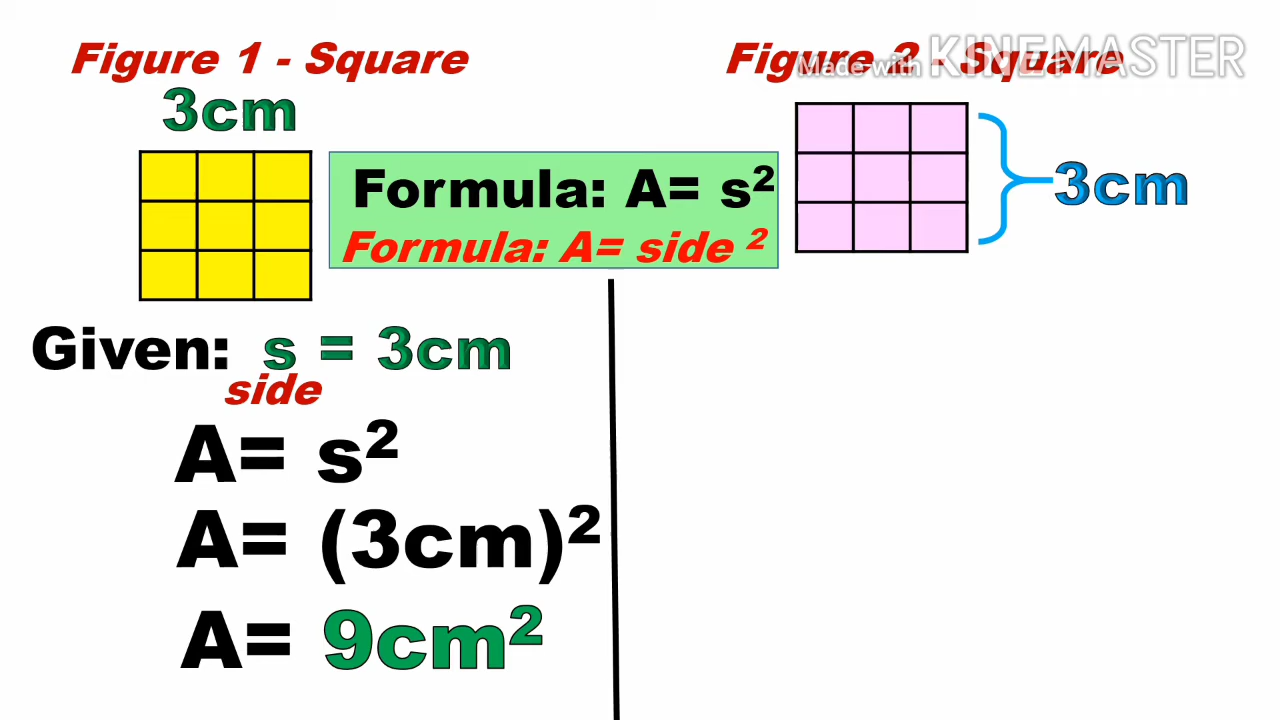 Figure 1 - Square
3cm
Formula: A= s²
Formula: A= side ²
Given: s = 3cm
side
A= s²
A= (3cm)²
A= 9cm²
Figure 2 - Square
Made with KINEMASTER
3cm